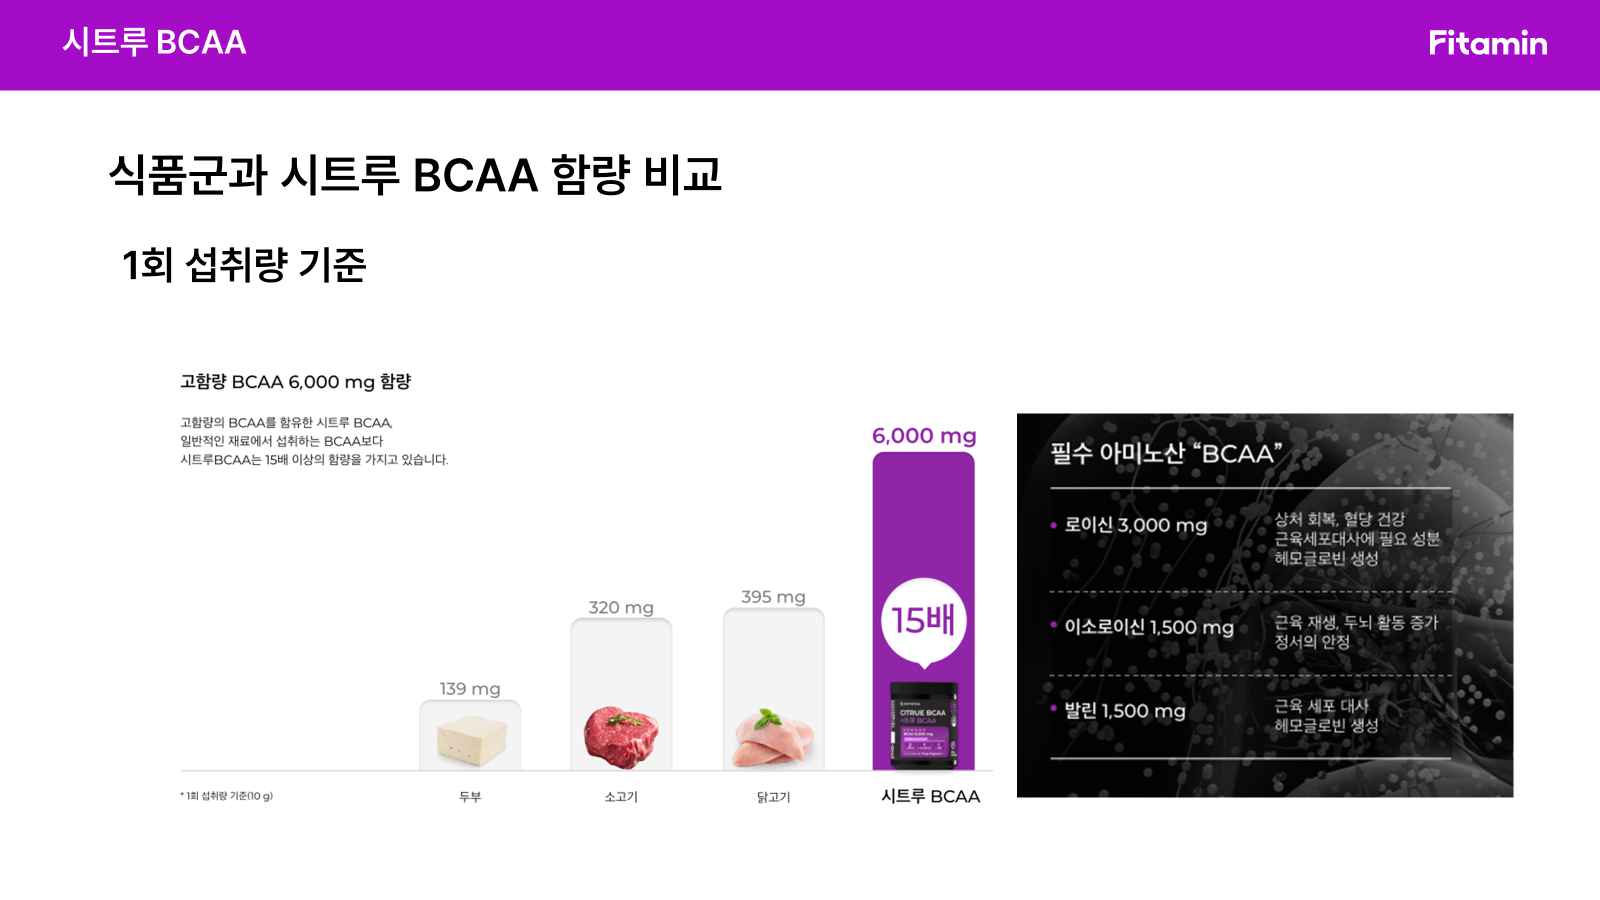 시트루 BCAA
Fitamin
식품군과 시트루 BCAA 함량 비교
1회 섭취량 기준
고함량 BCAA 6,000 mg 함량
고함량의 BCAA를 함유한 시트루 BCAA,
일반적인 재료에서 섭취하는 BCAA보다
시트루BCAA는 15배 이상의 함량을 가지고 있습니다.
139 mg
320 mg
395 mg
6,000 mg
15배
CITRUE BCAA
시트루 BCAA
BCAA 6,000 mg
* 1회 섭취량 기준(10 g)
두부
소고기
닭고기
시트루 BCAA
필수 아미노산 “BCAA”
로이신 3,000 mg
상처 회복, 혈당 건강
근육세포대사에 필요 성분
헤모글로빈 생성
이소로이신 1,500 mg
근육 재생, 두뇌 활동 증가
정서의 안정
발린 1,500 mg
근육 세포 대사
헤모글로빈 생성